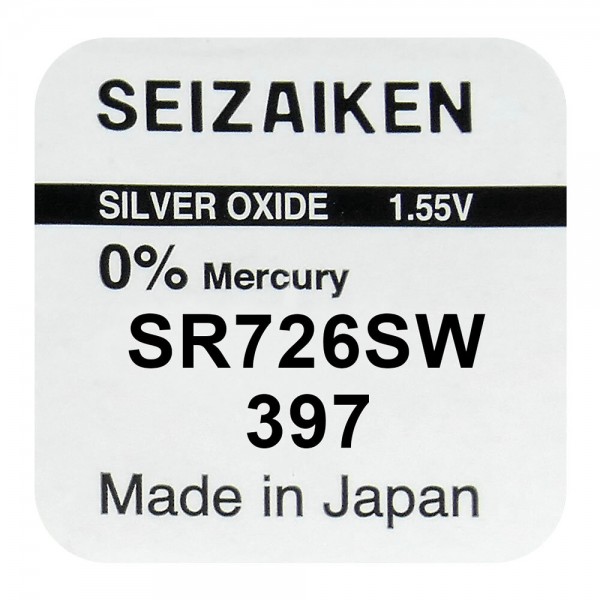 SEIZAIKEN
SILVER OXIDE 1.55V
0% Mercury
SR726SW
397
Made in Japan